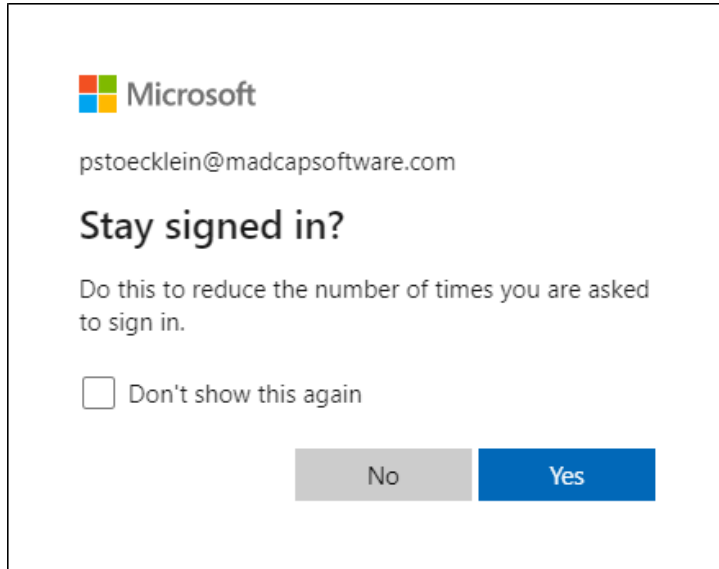 Microsoft
pstoecklein@madcapsoftware.com
Stay signed in?
Do this to reduce the number of times you are asked
to sign in.
Don't show this again
No
Yes